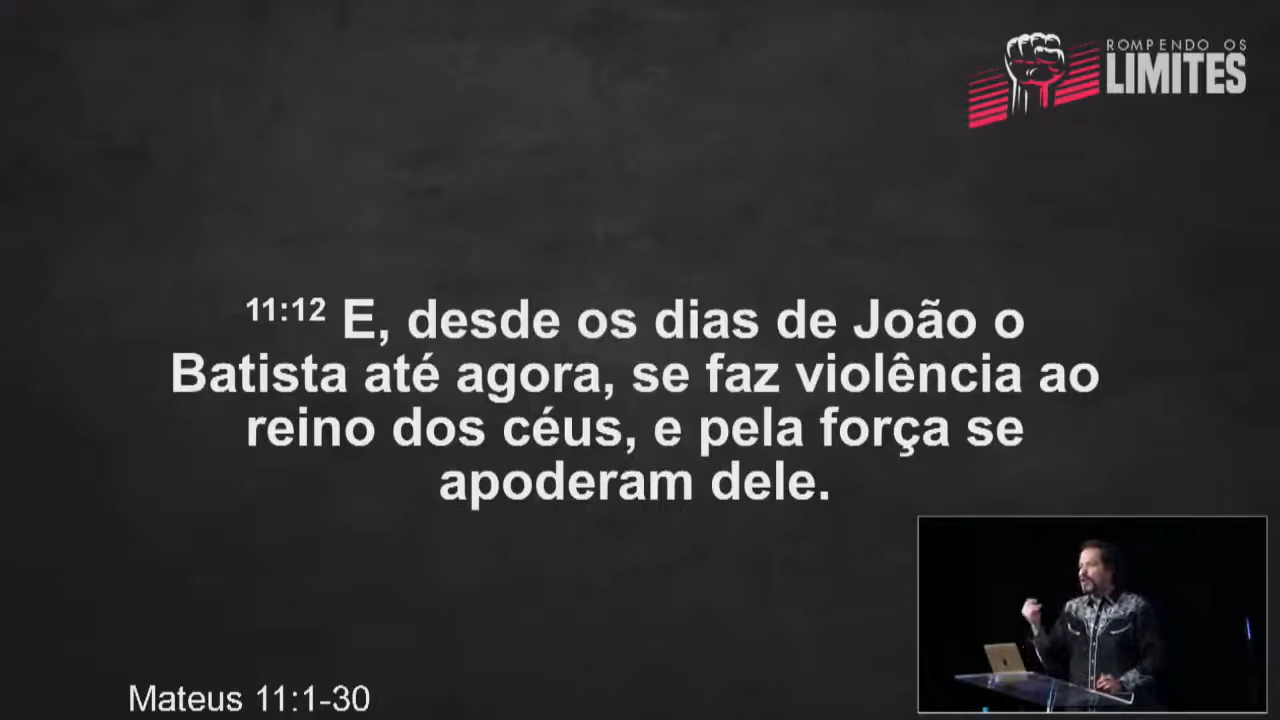 ROMPENDO OS
LIMITES
11:12 E, desde os dias de João o
Batista até agora, se faz violência ao
reino dos céus, e pela força se
apoderam dele.
Mateus 11:1-30